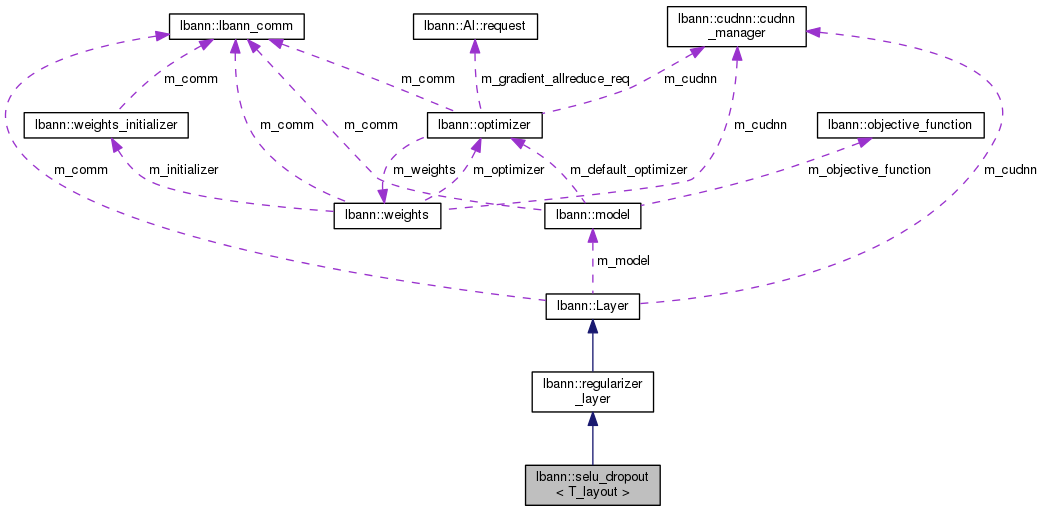 lbann::lbann_comm
lbann::Al::request
lbann::cudnn::cudnn
_manager
m_comm
m_comm
m_gradient_allreduce_req
m_cudnn
lbann::weights_initializer
m_comm
m_comm
lbann::optimizer
m_cudnn
lbann::objective_function
m_comm
m_initializer
m_weights
m_optimizer
m_default_optimizer
m_objective_function
m_cudnn
lbann::weights
lbann::model
m_model
lbann::Layer
lbann::regularizer
_layer
lbann::selu_dropout
< T_layout >